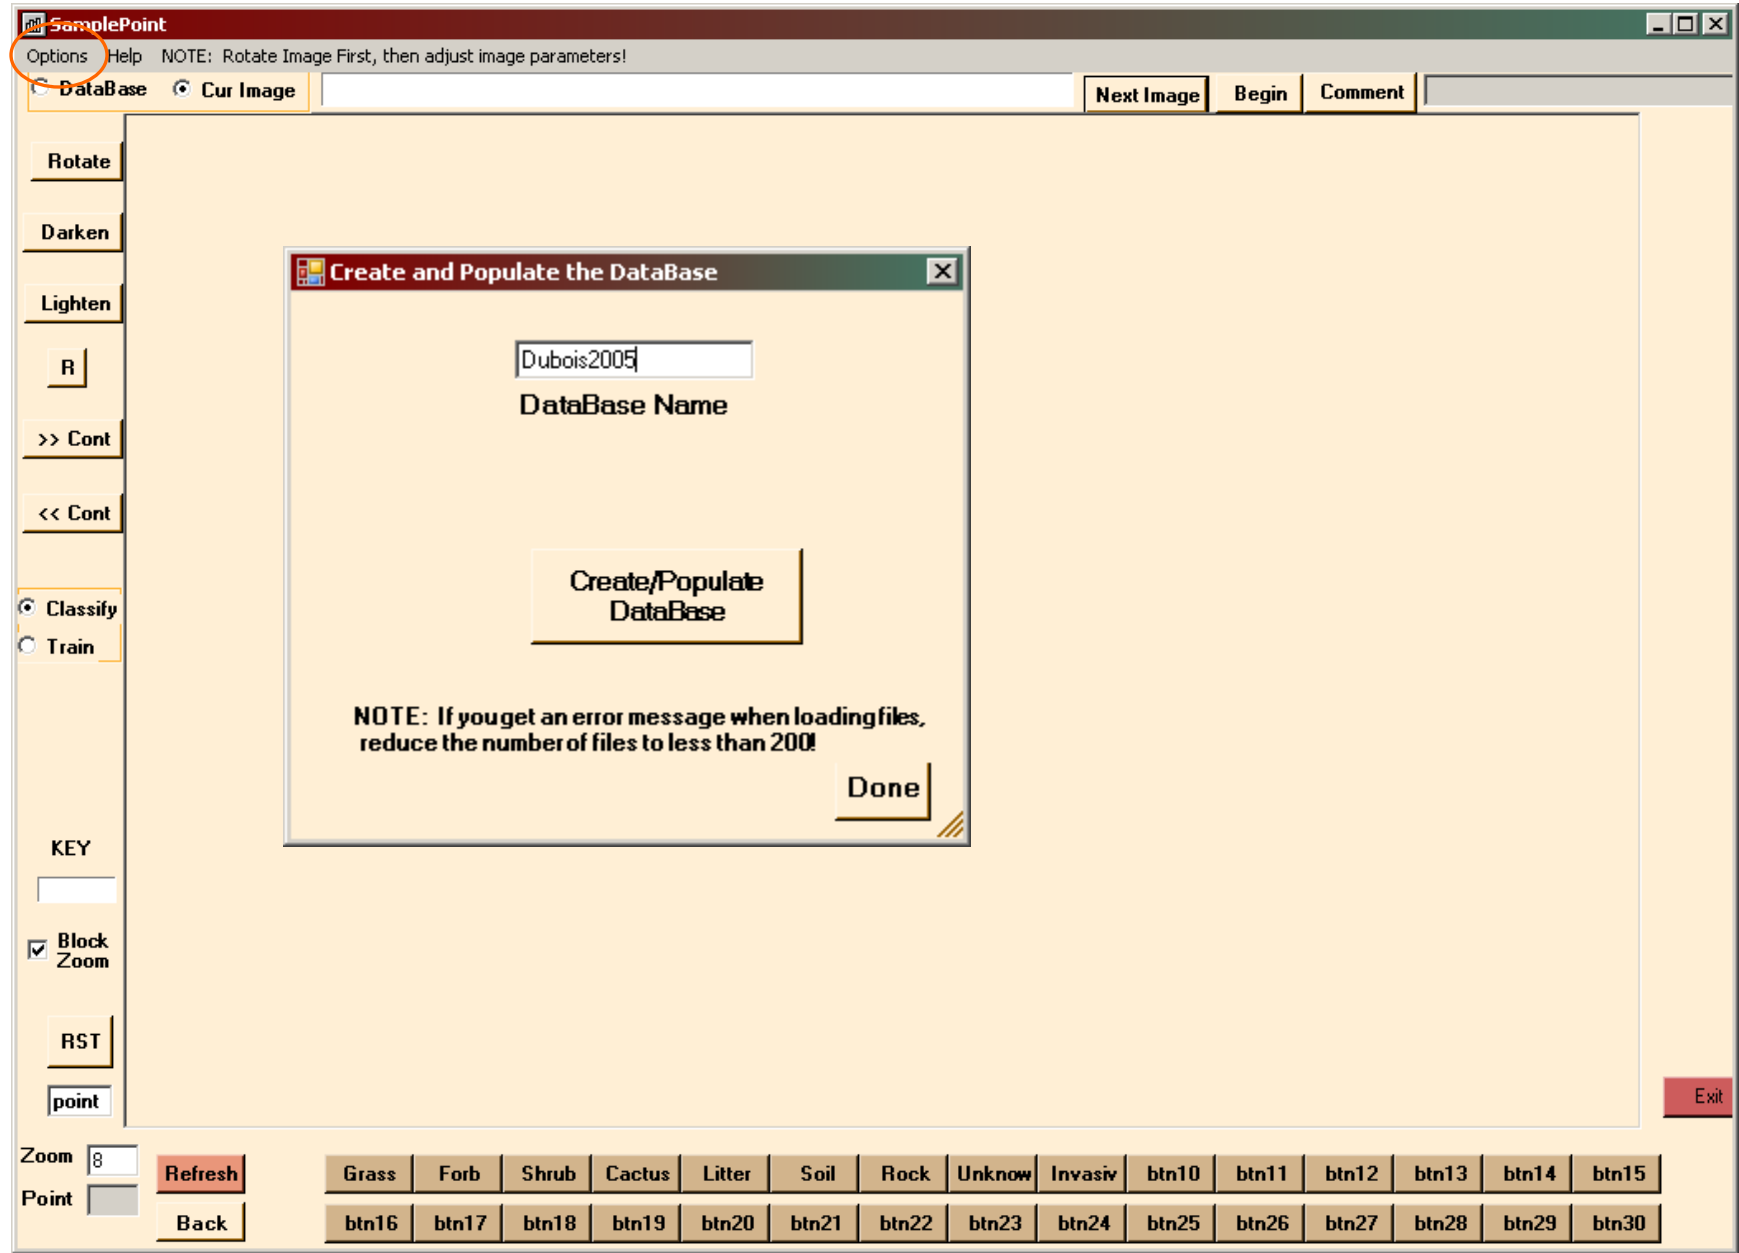 SamplePoint
Options Help NOTE: Rotate Image First, then adjust image parameters!
DataBase Cur Image Next Image Begin Comment
Rotate
Darken
Lighten
R
>> Cont
<< Cont
Classify
Train
Create and Populate the DataBase
Dubois2005
DataBase Name
Create/Populate
DataBase
NOTE: If you get an error message when loading files,
reduce the number of files to less than 200!
Done
KEY
Block
Zoom
RST
point
Exit
Zoom 8
Point
Refresh
Back
Grass Forb Shrub Cactus Litter Soil Rock Unknow Invasiv btn10 btn11 btn12 btn13 btn14 btn15
btn16 btn17 btn18 btn19 btn20 btn21 btn22 btn23 btn24 btn25 btn26 btn27 btn28 btn29 btn30